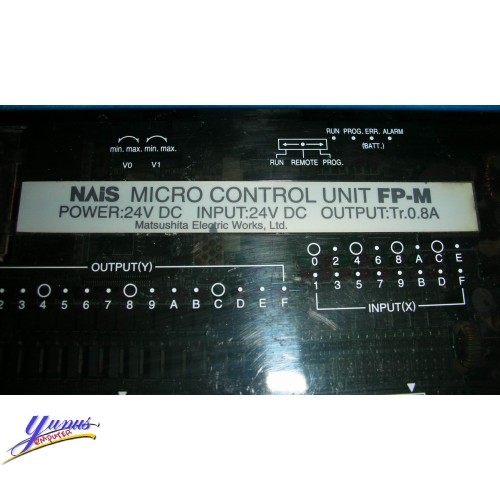 RUN PROG. ERR. ALARM
(BATT.)
min. max. min. max.
V0 V1
RUN REMOTE PROG.
NAiS MICRO CONTROL UNIT FP-M
POWER:24V DC INPUT:24V DC OUTPUT:Tr.0.8A
Matsushita Electric Works, Ltd.
0 2 4 6 8 A C E
OUTPUT(Y)
1 3 5 7 9 B D F
2 3 4 5 6 7 8 9 A B C D E F
INPUT(X)
Yunus
COMPUTER